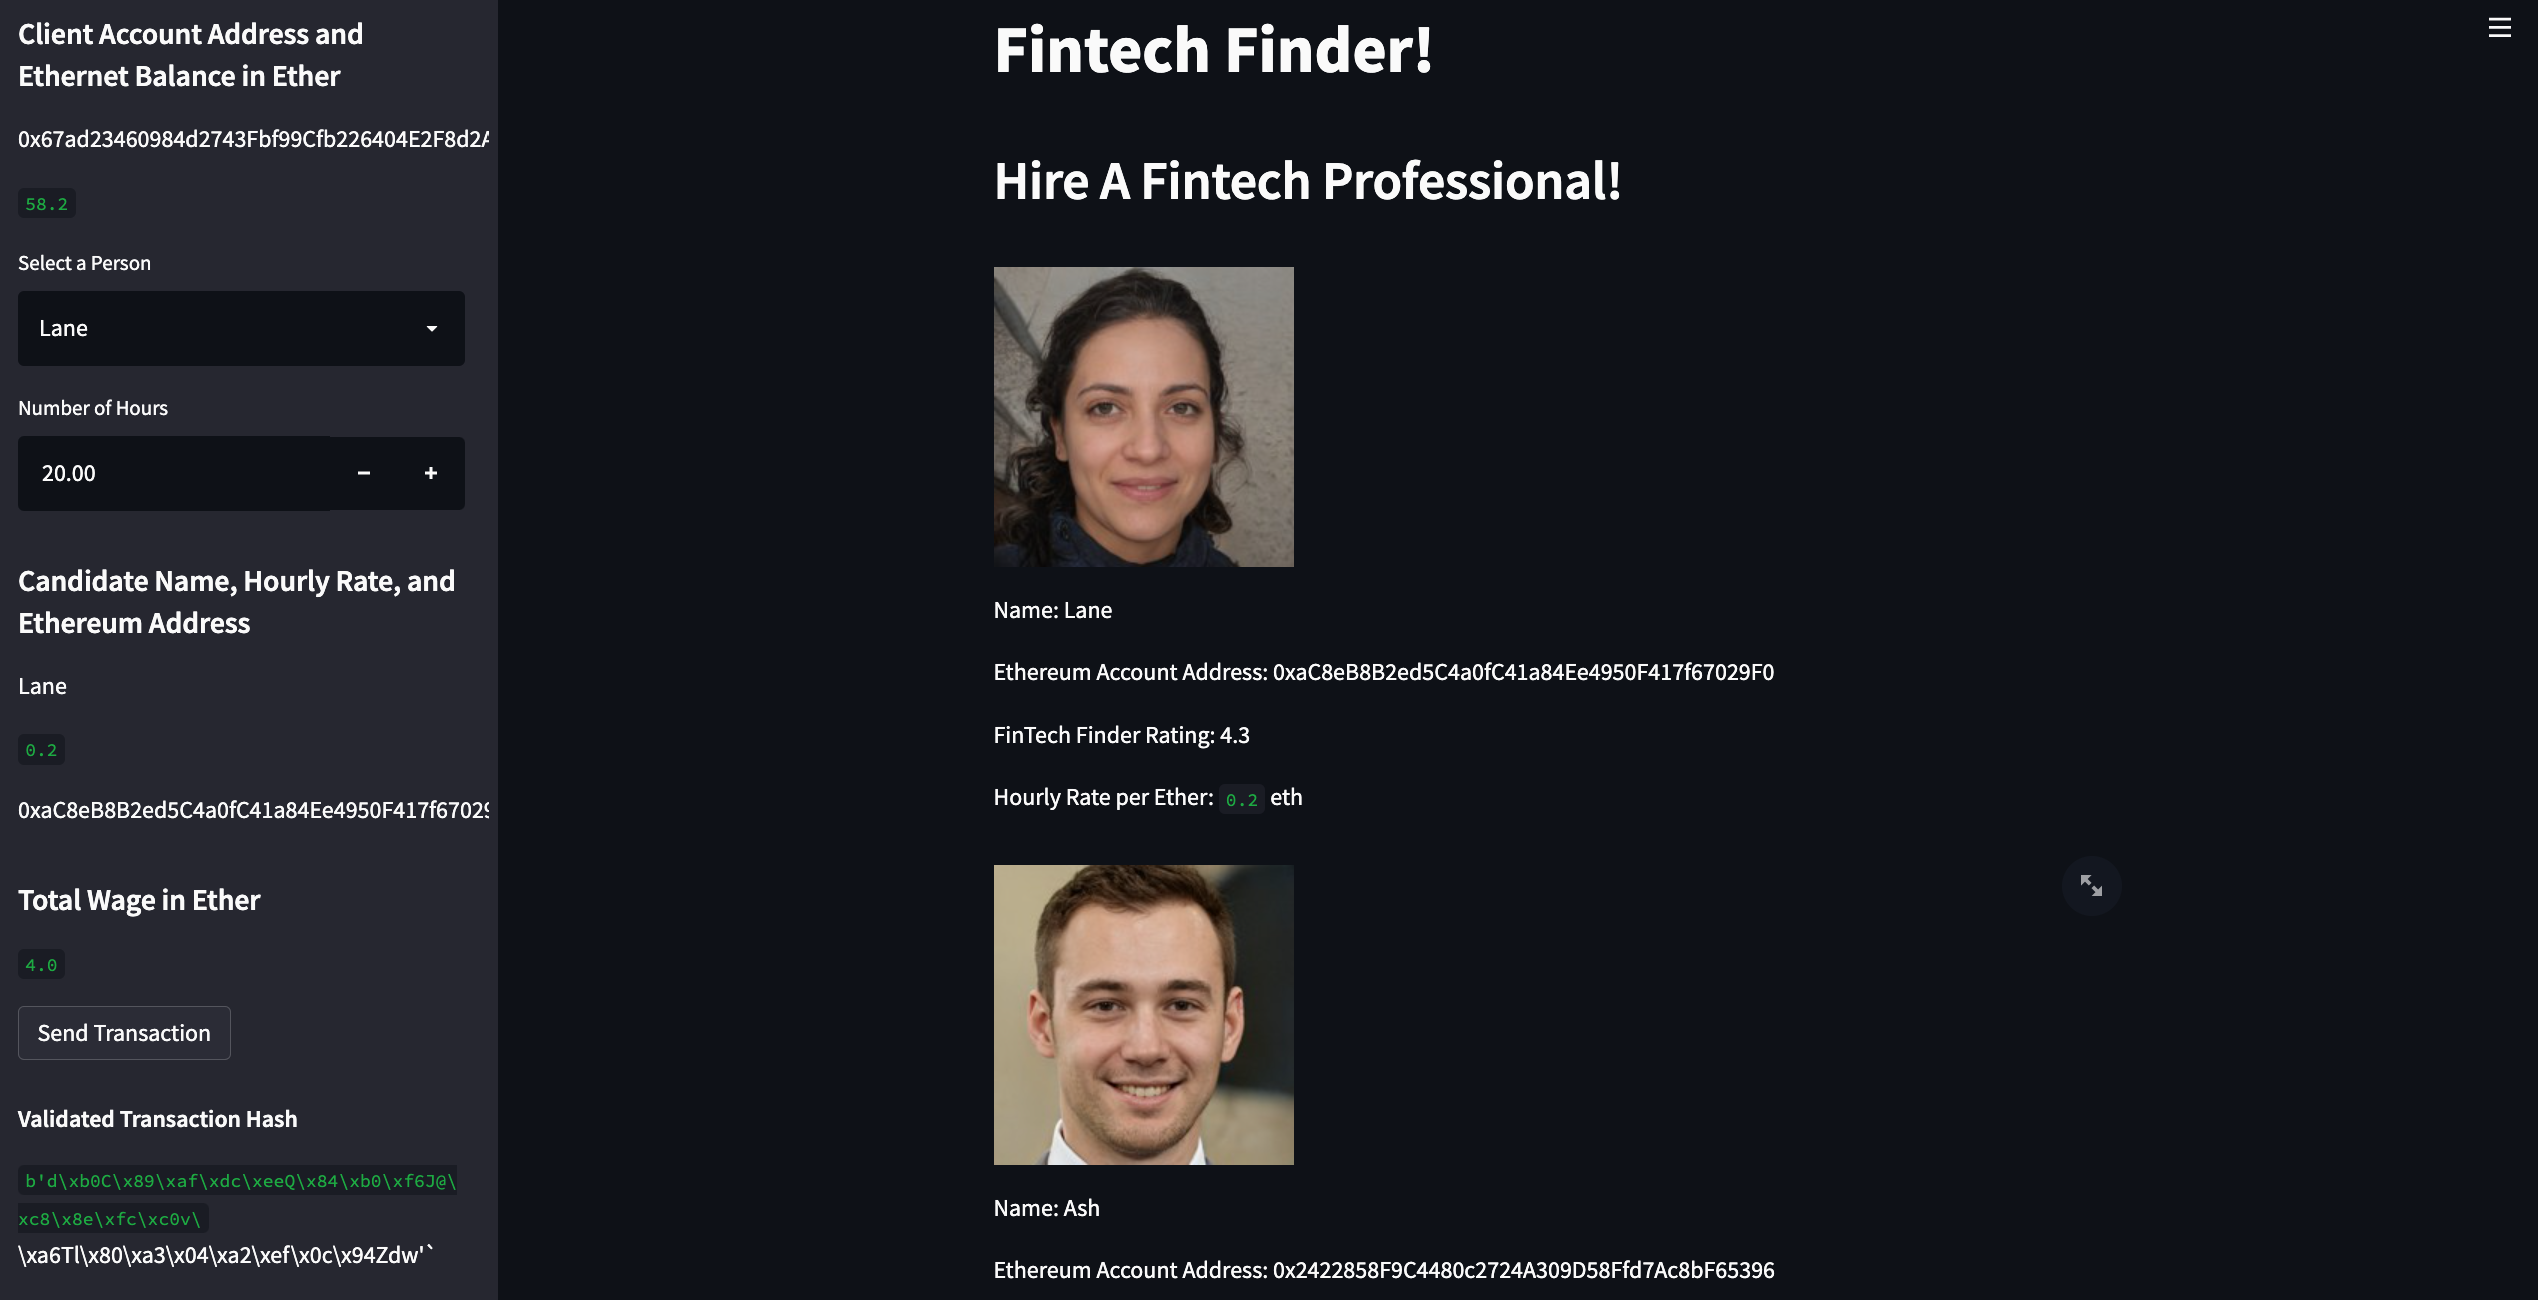 Client Account Address and
Ethernet Balance in Ether
0x67ad23460984d2743Fbf99Cfb226404E2F8d2A
58.2
Select a Person
Lane
Number of Hours
20.00
Candidate Name, Hourly Rate, and
Ethereum Address
Lane
0.2
0xaC8eB8B2ed5C4a0fC41a84Ee4950F417f67029
Total Wage in Ether
4.0
Send Transaction
Validated Transaction Hash
b'd\xb0C\x89\xaf\xdc\xeeQ\x84\xb0\xf6J@\
xc8\x8e\xfc\xc0v\
\xa6Tl\x80\xa3\x04\xa2\xef\x0c\x94Zdw'`
Fintech Finder!
Hire A Fintech Professional!
Name: Lane
Ethereum Account Address: 0xaC8eB8B2ed5C4a0fC41a84Ee4950F417f67029F0
FinTech Finder Rating: 4.3
Hourly Rate per Ether: 0.2 eth
Name: Ash
Ethereum Account Address: 0x2422858F9C4480c2724A309D58Ffd7Ac8bF65396